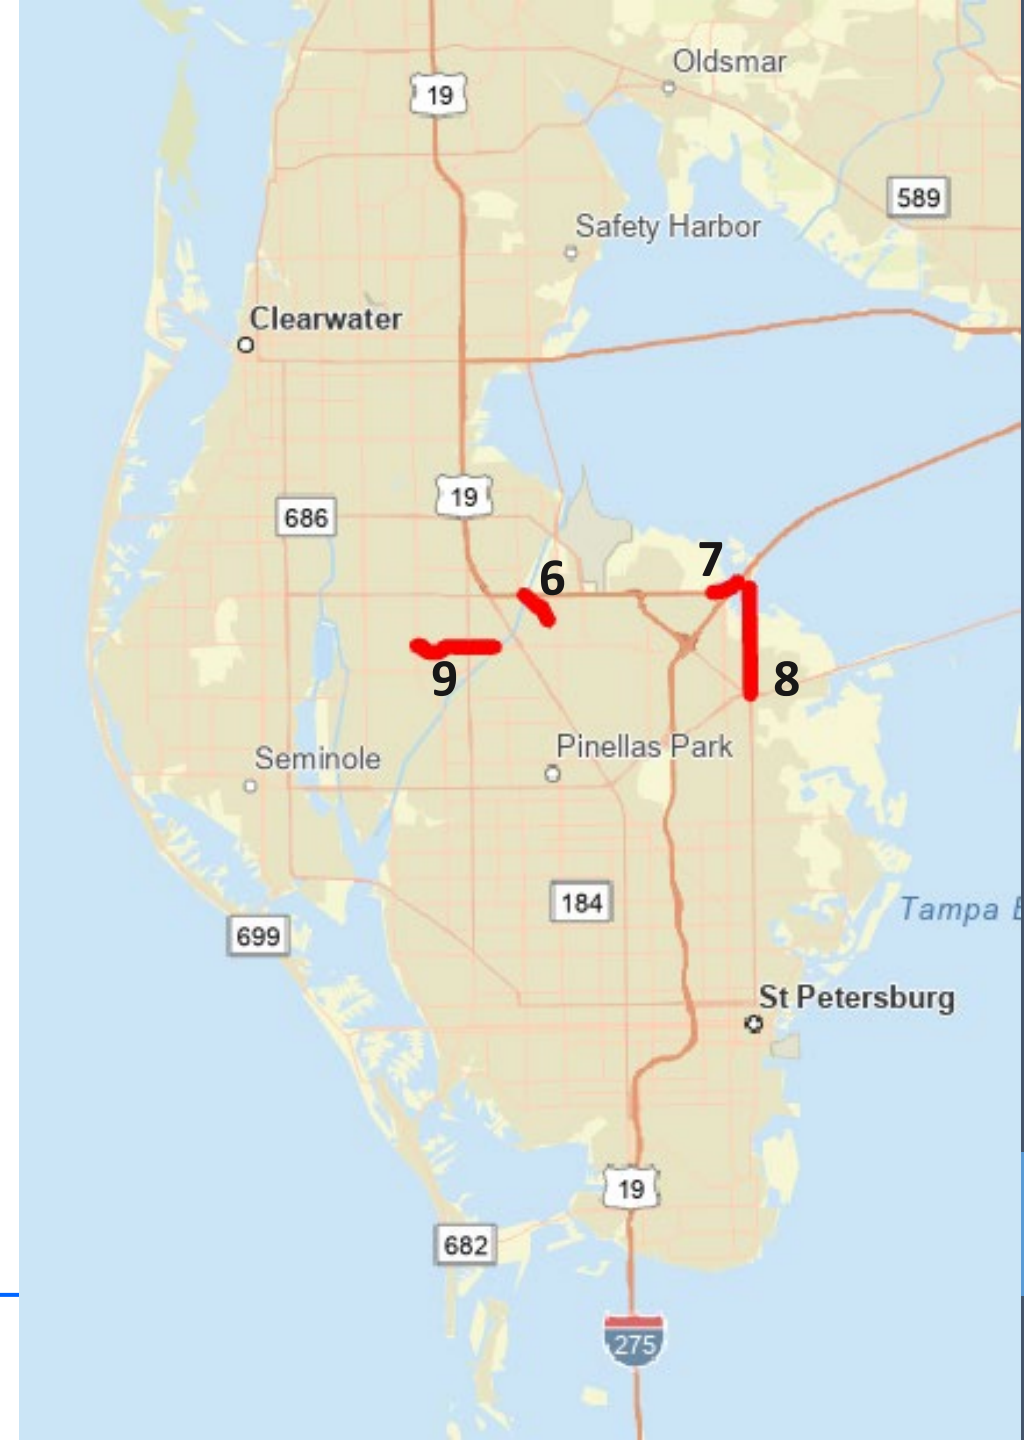 Oldsmar
19
589
Safety Harbor
Clearwater
19
686
7
6
9
8
Pinellas Park
Seminole
184
Tampa
699
St Petersburg
19
682
275